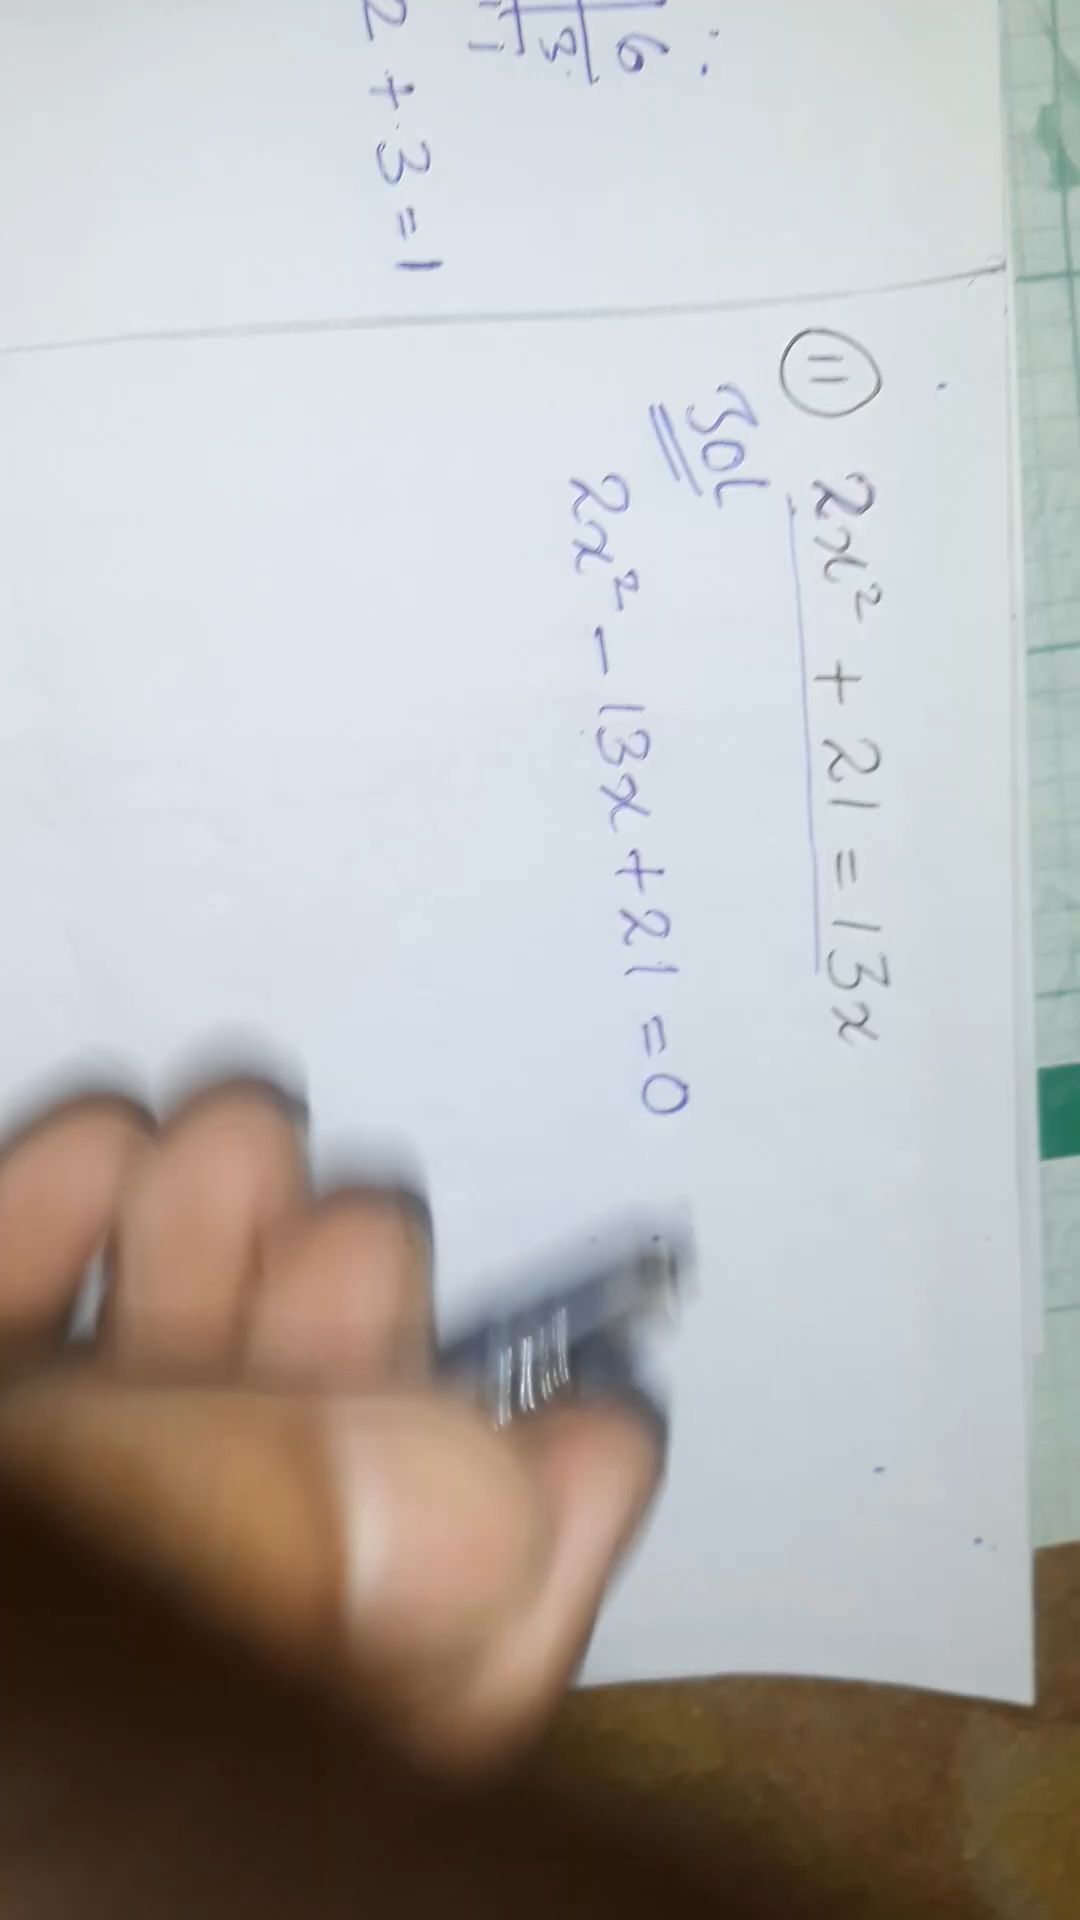 6
3
2 + 3 = 1
11 2x² + 21 = 13x
Sol
2x² - 13x + 21 = 0